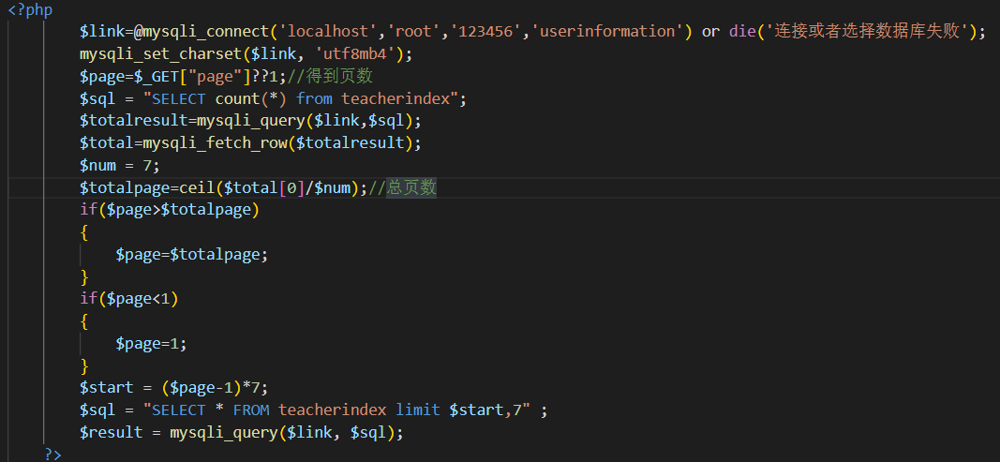 <?php
$link=@mysqli_connect('localhost','root','123456','userinformation') or die('连接或者选择数据库失败');
mysqli_set_charset($link, 'utf8mb4');
$page=$_GET["page"]??1;//得到页数
$sql = "SELECT count(*) from teacherindex";
$totalresult=mysqli_query($link,$sql);
$total=mysqli_fetch_row($totalresult);
$num = 7;
$totalpage=ceil($total[0]/$num);//总页数
if($page>$totalpage)
{
$page=$totalpage;
}
if($page<1)
{
$page=1;
}
$start = ($page-1)*7;
$sql = "SELECT * FROM teacherindex limit $start,7" ;
$result = mysqli_query($link, $sql);
?>